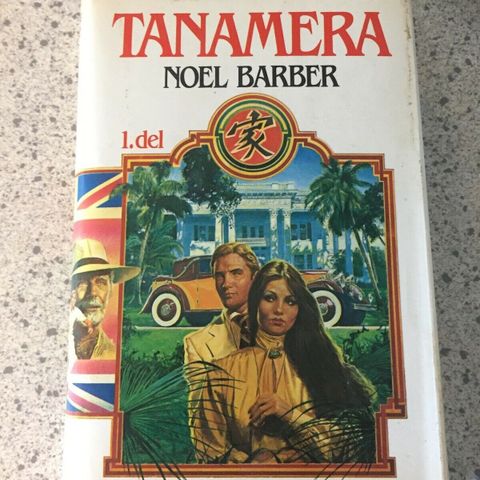 TANAMERA
NOEL BARBER
1. del
家